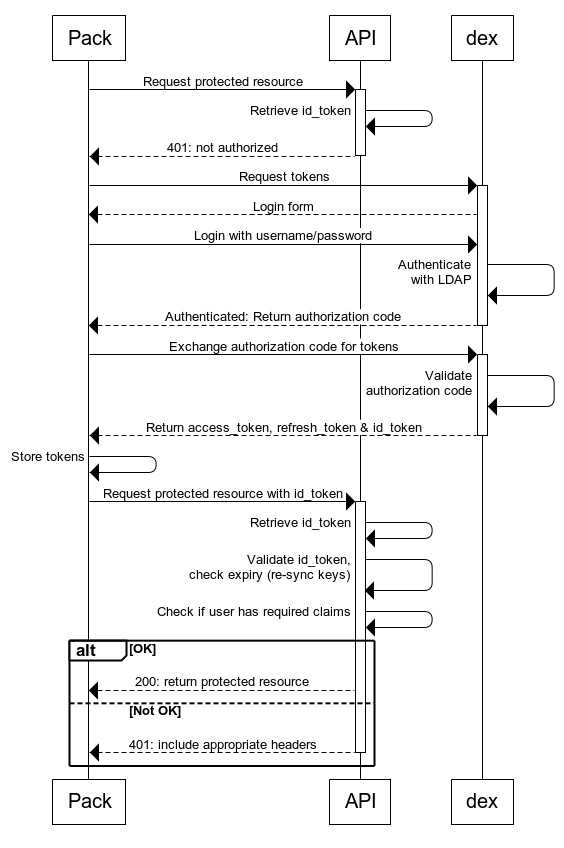 Pack
API
dex
Request protected resource
Retrieve id_token
401: not authorized
Request tokens
Login form
Login with username/password
Authenticate
with LDAP
Authenticated: Return authorization code
Exchange authorization code for tokens
Validate
authorization code
Return access_token, refresh_token & id_token
Store tokens
Request protected resource with id_token
Retrieve id_token
Validate id_token,
check expiry (re-sync keys)
Check if user has required claims
alt
[OK]
200: return protected resource
[Not OK]
401: include appropriate headers
Pack
API
dex